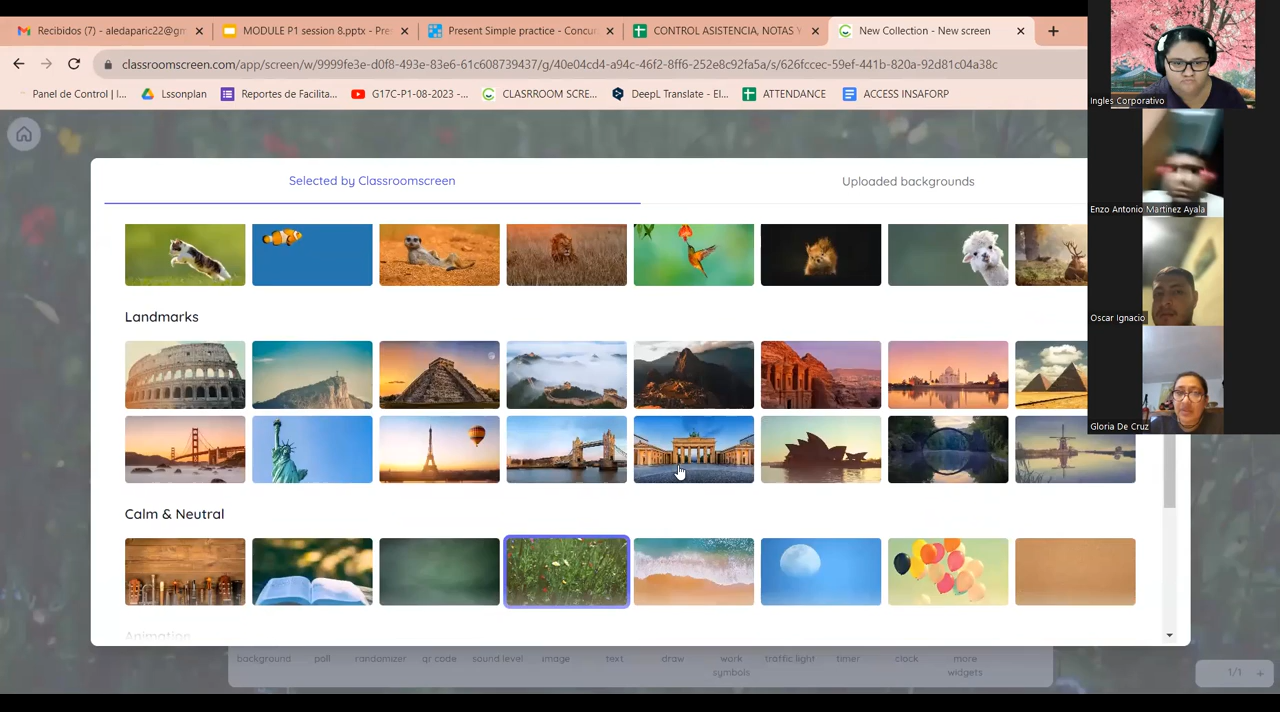 Recibidos (7) - aledaparic22@gm
MODULE P1 session 8.pptx - Pre
Present Simple practice - Concu
CONTROL ASISTENCIA, NOTAS Y
New Collection - New screen
classroomscreen.com/app/screen/w/9999fe3e-d0f8-493e-83e6-61c608739437/g/40e04cd4-a94c-46f2-8ff6-252e8c92fa5a/s/626fccec-59ef-441b-820a-92d81c04a38c
Panel de Control | I...
Lssonplan
Reportes de Facilita...
G17C-P1-08-2023 -...
CLASRROOM SCRE...
DeepL Translate - El...
ATTENDANCE
ACCESS INSAFORP
Ingles Corporativo
Enzo Antonio Martinez Ayala
Oscar Ignacio
Gloria De Cruz
Selected by Classroomscreen
Uploaded backgrounds
Landmarks
Calm & Neutral
Animation
background
poll
randomizer
qr code
sound level
image
text
draw
work symbols
traffic light
timer
clock
more widgets
1/1